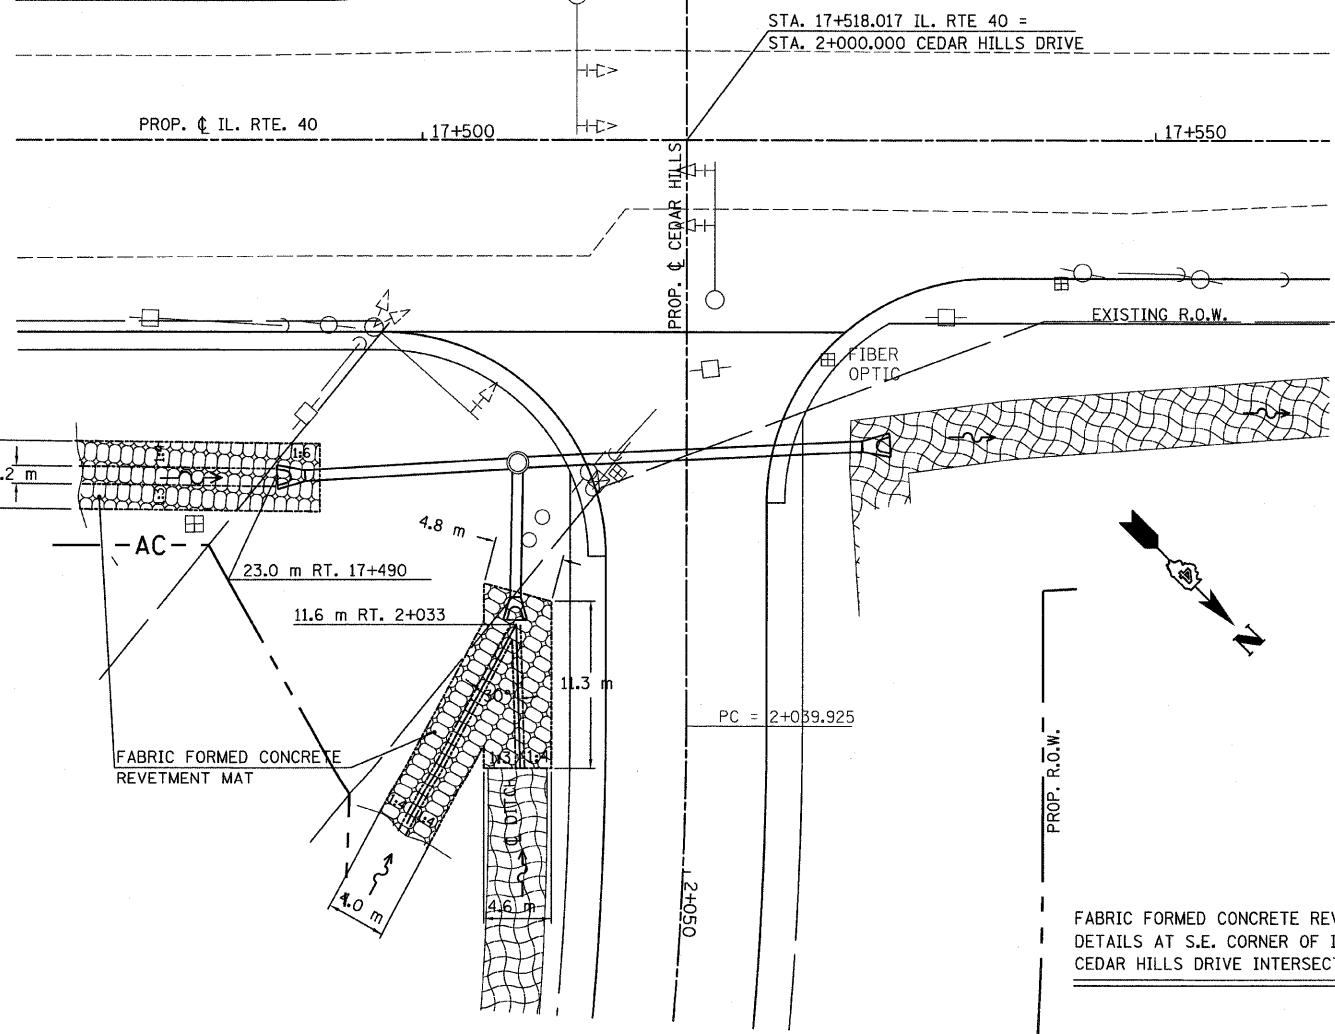 STA. 17+518.017 IL. RTE 40 =
STA. 2+000.000 CEDAR HILLS DRIVE
PROP. ℄ IL. RTE. 40
17+500
17+550
PROP. ℄ CEDAR HILLS
EXISTING R.O.W.
FIBER
OPTIC
1:4
1:6
.2 m
1:3
4.8 m
AC
23.0 m RT. 17+490
11.6 m RT. 2+033
11.3 m
30°
PC = 2+039.925
N
FABRIC FORMED CONCRETE
REVETMENT MAT
1:3
1:4
1:4
1:4
℄ DITCH
PROP. R.O.W.
2+050
4.0 m
4.6 m
FABRIC FORMED CONCRETE REV
DETAILS AT S.E. CORNER OF I
CEDAR HILLS DRIVE INTERSECT